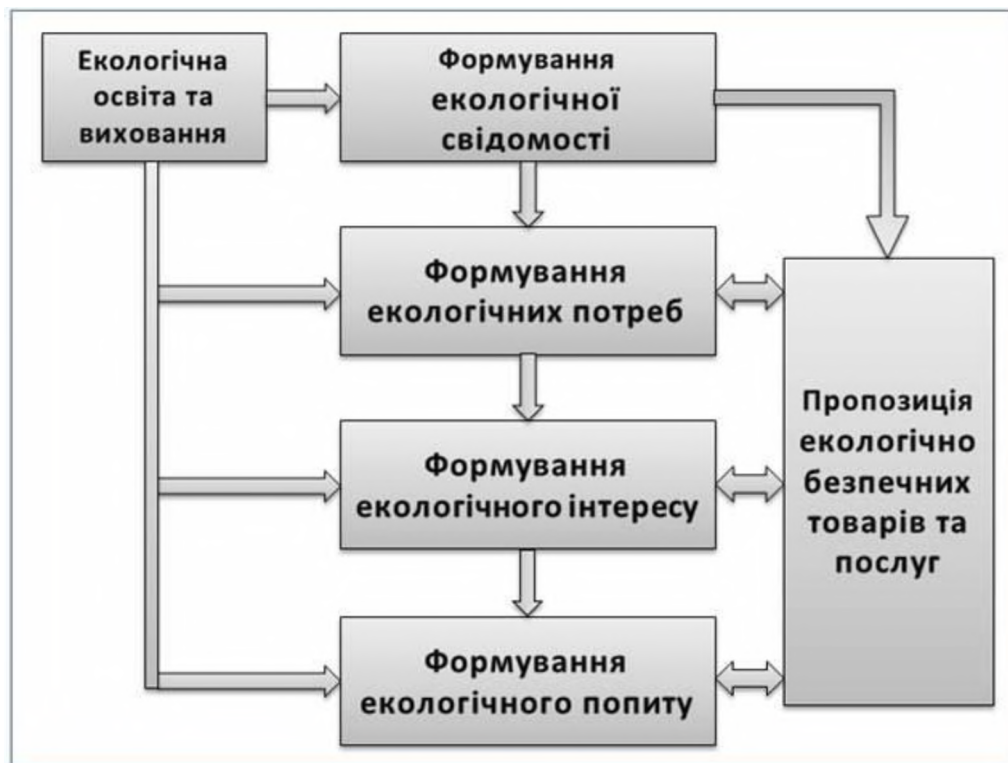 Екологічна
освіта та
виховання
Формування
екологічної
свідомості
Формування
екологічних потреб
Формування
екологічного інтересу
Формування
екологічного попиту
Пропозиція
екологічно
безпечних
товарів та
послуг